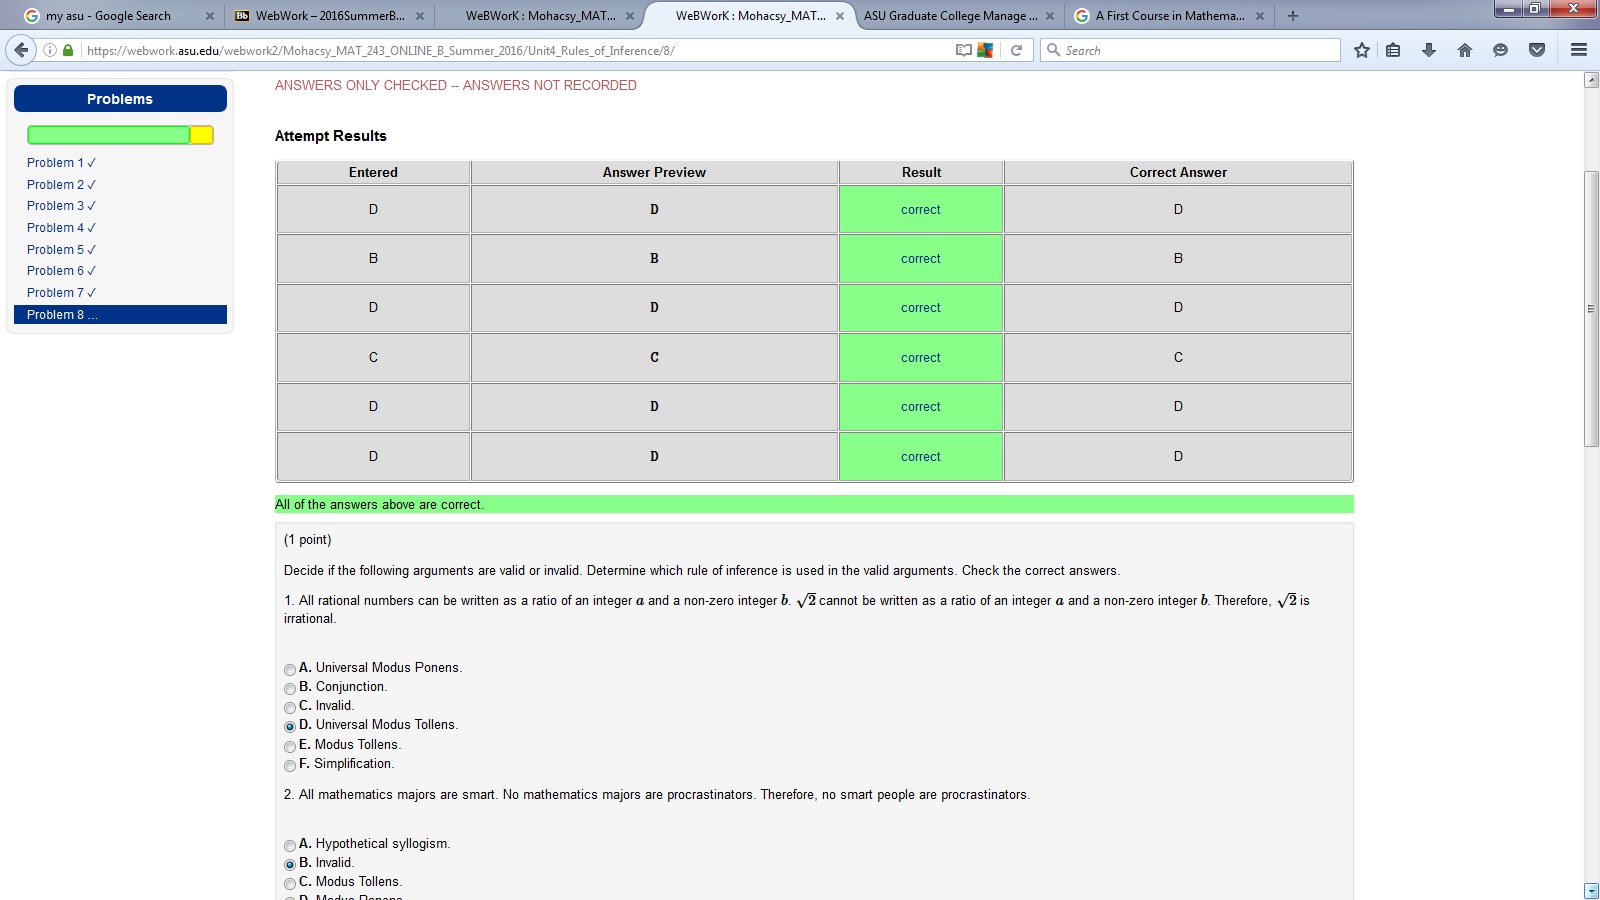 my asu - Google Search
Bb WebWork – 2016SummerB...
WeBWorK : Mohacsy_MAT...
WeBWorK : Mohacsy_MAT...
ASU Graduate College Manage ...
A First Course in Mathema...
https://webwork.asu.edu/webwork2/Mohacsy_MAT_243_ONLINE_B_Summer_2016/Unit4_Rules_of_Inference/8/
Search
Problems
Problem 1 ✓
Problem 2 ✓
Problem 3 ✓
Problem 4 ✓
Problem 5 ✓
Problem 6 ✓
Problem 7 ✓
Problem 8 ...
ANSWERS ONLY CHECKED -- ANSWERS NOT RECORDED
Attempt Results
Entered Answer Preview Result Correct Answer
D D correct D
B B correct B
D D correct D
C C correct C
D D correct D
D D correct D
All of the answers above are correct.
(1 point)
Decide if the following arguments are valid or invalid. Determine which rule of inference is used in the valid arguments. Check the correct answers.
1. All rational numbers can be written as a ratio of an integer a and a non-zero integer b. √2 cannot be written as a ratio of an integer a and a non-zero integer b. Therefore, √2 is
irrational.
A. Universal Modus Ponens.
B. Conjunction.
C. Invalid.
D. Universal Modus Tollens.
E. Modus Tollens.
F. Simplification.
2. All mathematics majors are smart. No mathematics majors are procrastinators. Therefore, no smart people are procrastinators.
A. Hypothetical syllogism.
B. Invalid.
C. Modus Tollens.
D. Modus Ponens.